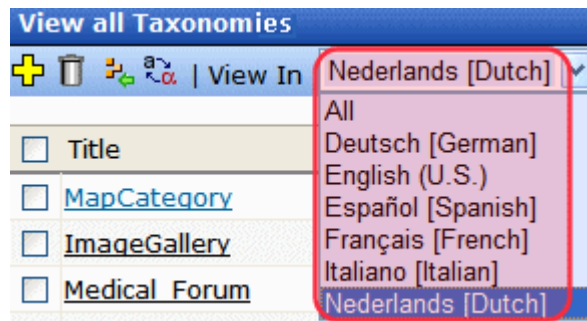 View all Taxonomies
| View In Nederlands [Dutch]
All
Deutsch [German]
English (U.S.)
Español [Spanish]
Français [French]
Italiano [Italian]
Nederlands [Dutch]
Title
MapCategory
ImageGallery
Medical_Forum